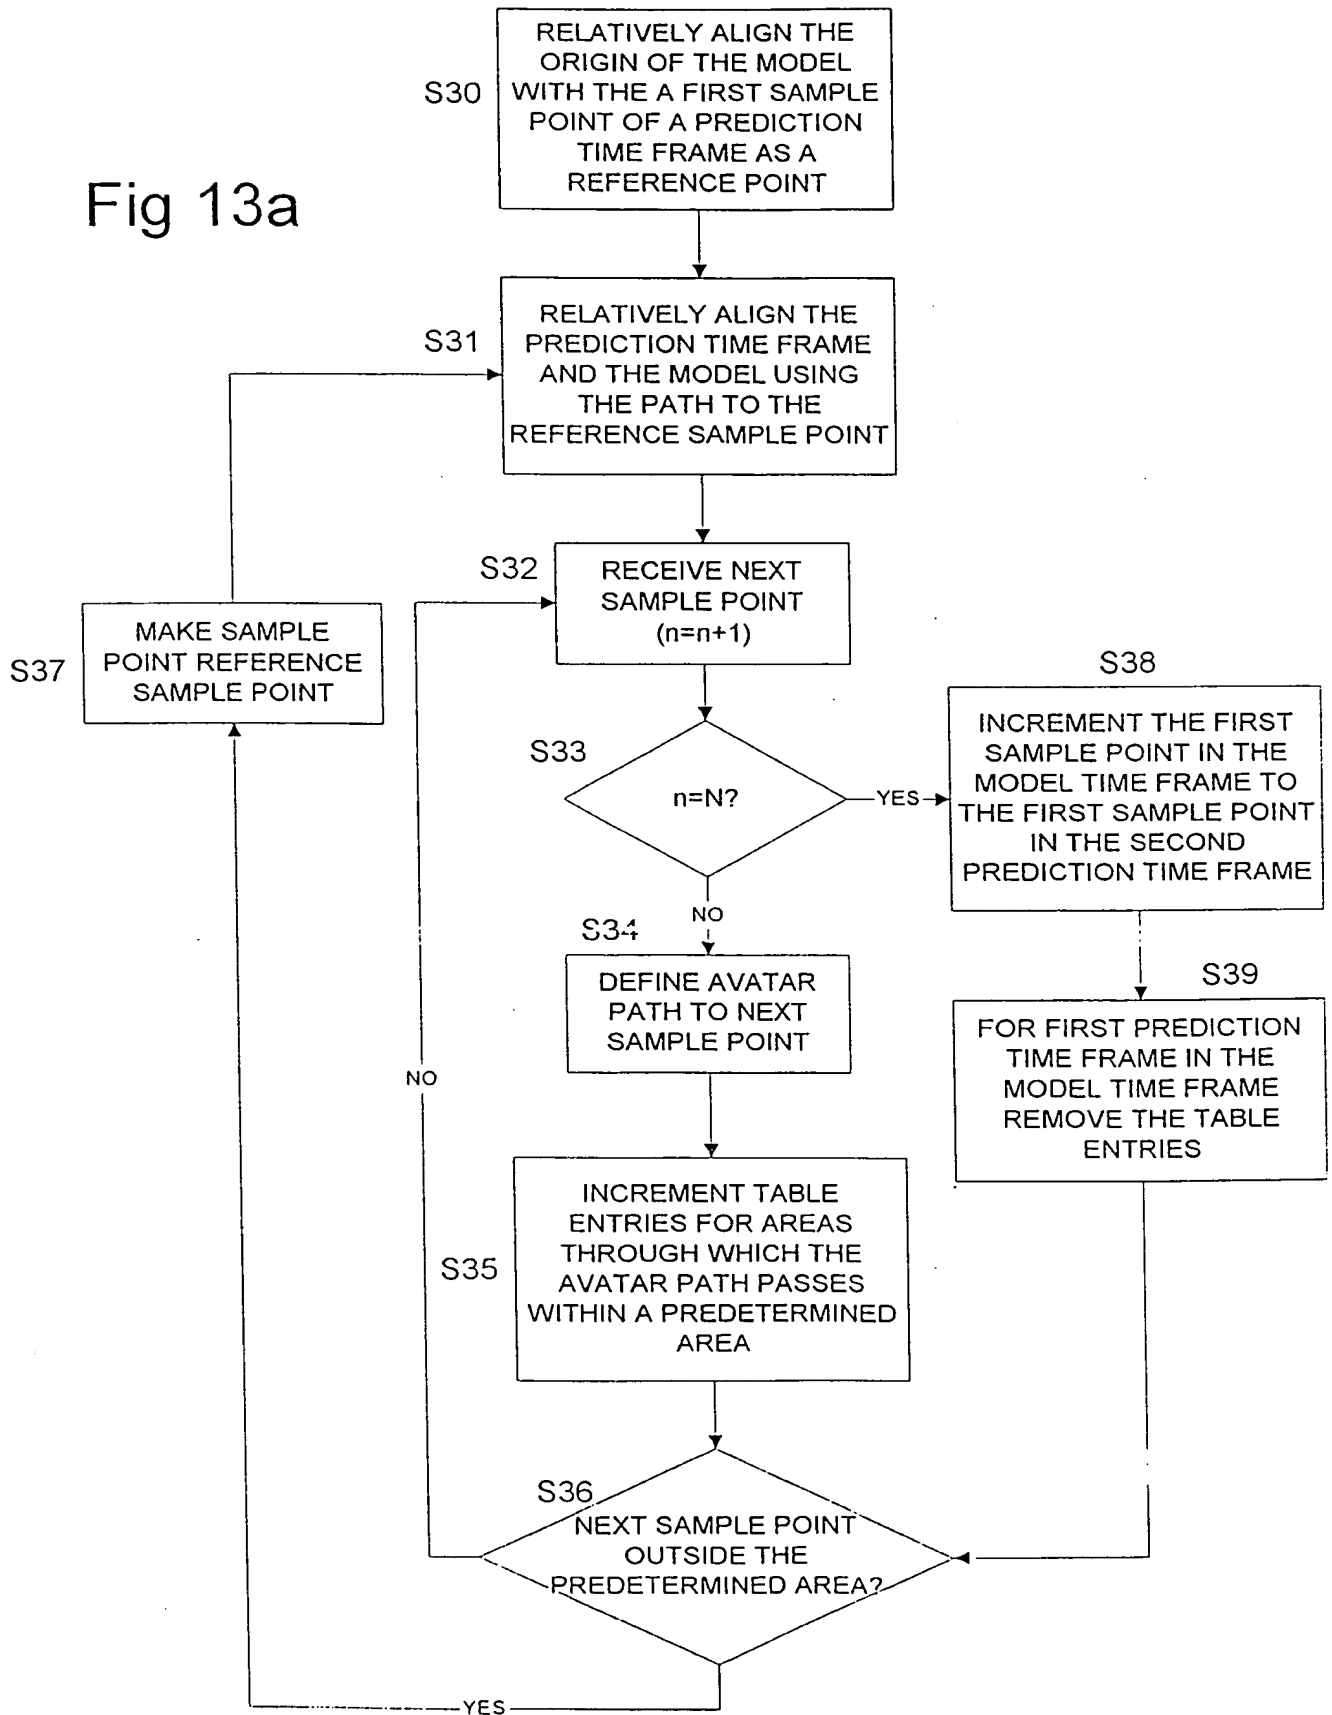 Fig 13a
S30
RELATIVELY ALIGN THE
ORIGIN OF THE MODEL
WITH THE A FIRST SAMPLE
POINT OF A PREDICTION
TIME FRAME AS A
REFERENCE POINT
S31
RELATIVELY ALIGN THE
PREDICTION TIME FRAME
AND THE MODEL USING
THE PATH TO THE
REFERENCE SAMPLE POINT
S32
RECEIVE NEXT
SAMPLE POINT
(n=n+1)
S37
MAKE SAMPLE
POINT REFERENCE
SAMPLE POINT
S33
n=N?
YES
S38
INCREMENT THE FIRST
SAMPLE POINT IN THE
MODEL TIME FRAME TO
THE FIRST SAMPLE POINT
IN THE SECOND
PREDICTION TIME FRAME
NO
S34
DEFINE AVATAR
PATH TO NEXT
SAMPLE POINT
S39
FOR FIRST PREDICTION
TIME FRAME IN THE
MODEL TIME FRAME
REMOVE THE TABLE
ENTRIES
NO
S35
INCREMENT TABLE
ENTRIES FOR AREAS
THROUGH WHICH THE
AVATAR PATH PASSES
WITHIN A PREDETERMINED
AREA
S36
NEXT SAMPLE POINT
OUTSIDE THE
PREDETERMINED AREA?
YES